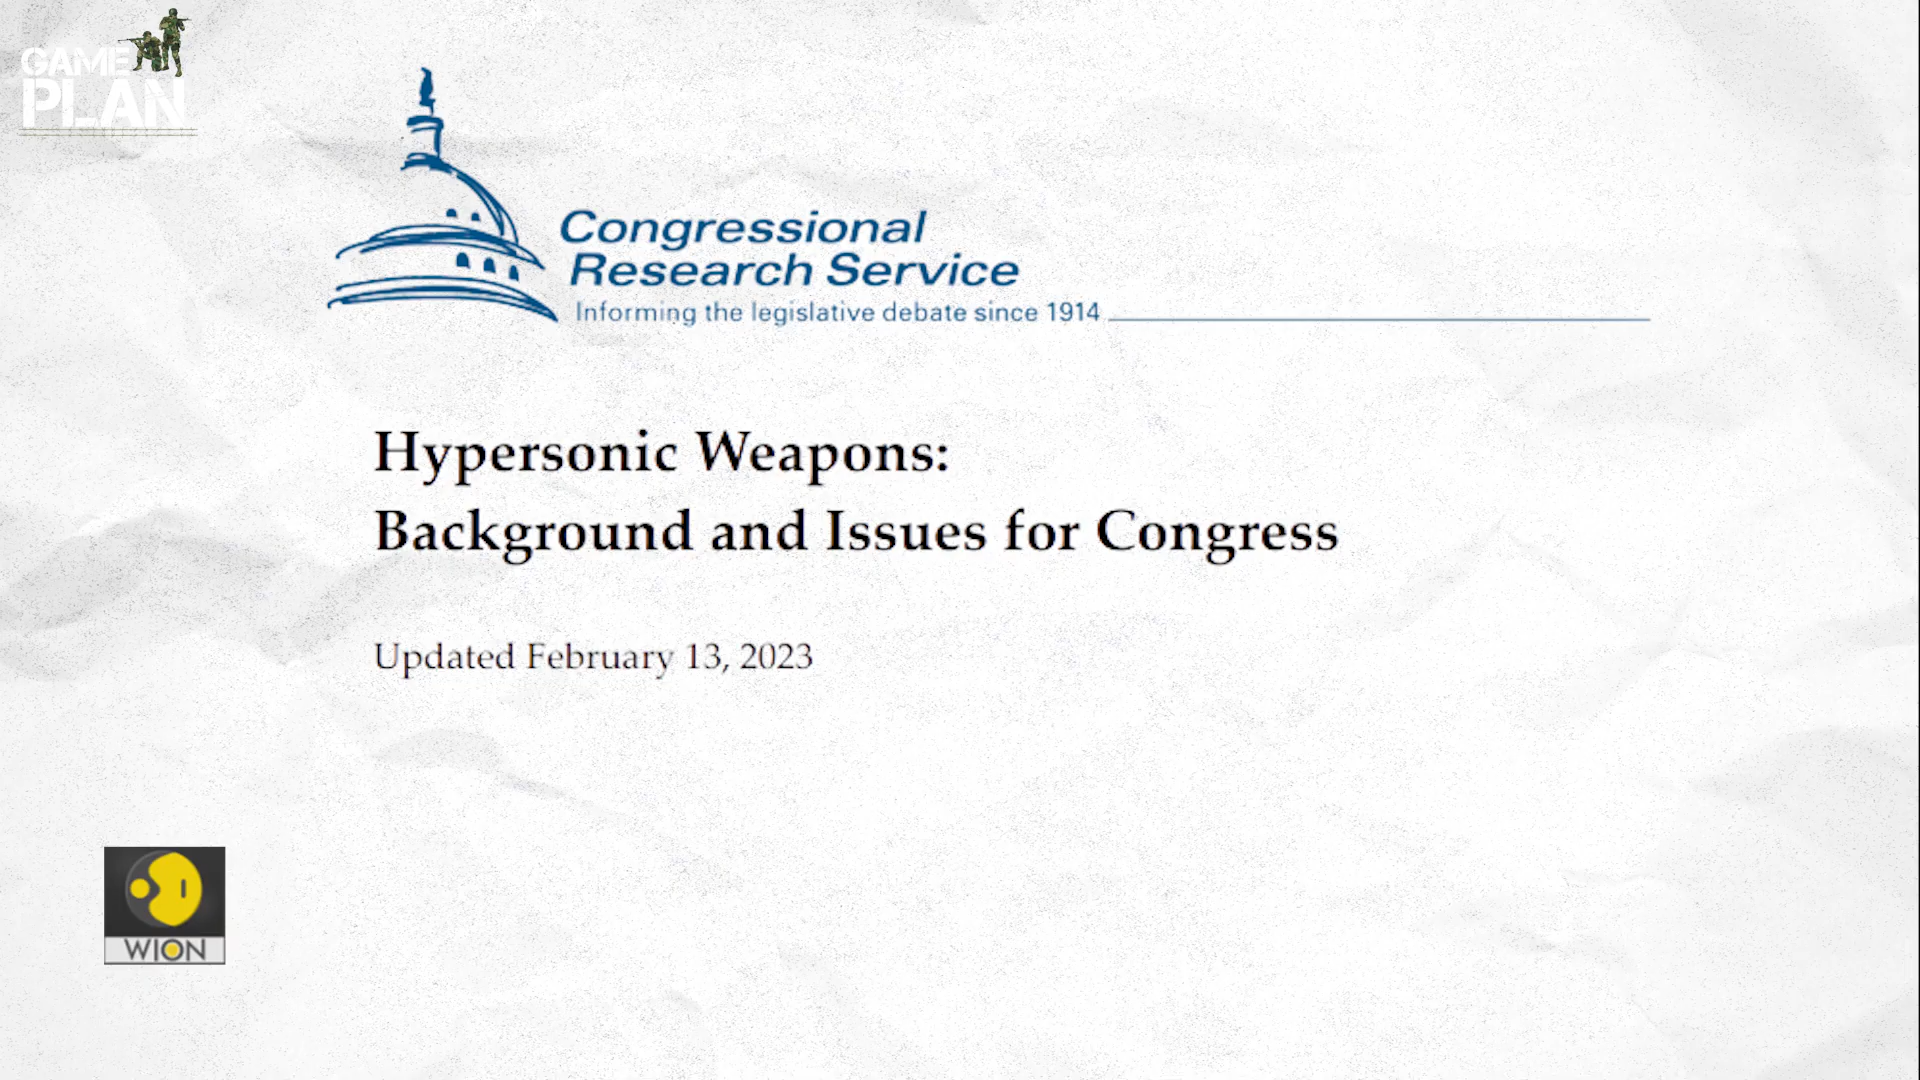 GAME
PLAN
Congressional
Research Service
Informing the legislative debate since 1914
Hypersonic Weapons:
Background and Issues for Congress
Updated February 13, 2023
WION